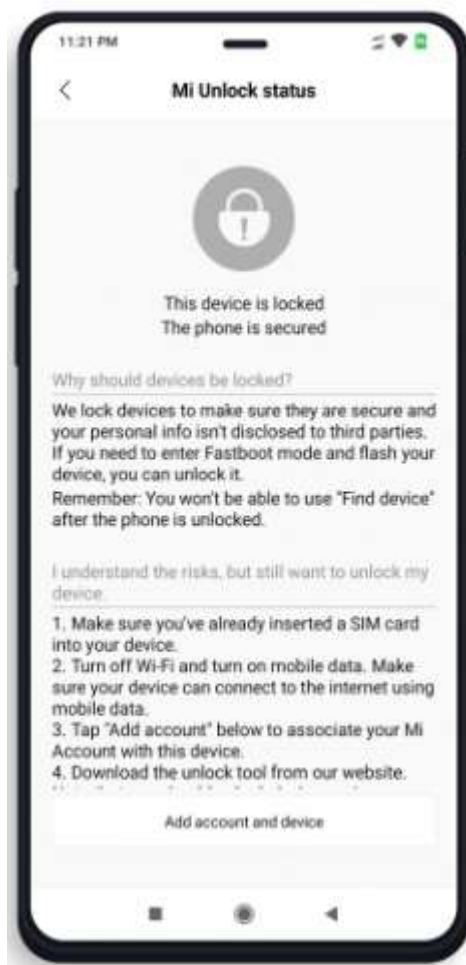 11:21 PM
Mi Unlock status
This device is locked
The phone is secured
Why should devices be locked?
We lock devices to make sure they are secure and
your personal info isn't disclosed to third parties.
If you need to enter Fastboot mode and flash your
device, you can unlock it.
Remember: You won't be able to use "Find device"
after the phone is unlocked.
I understand the risks, but still want to unlock my
device
1. Make sure you've already inserted a SIM card
into your device.
2. Turn off Wi-Fi and turn on mobile data. Make
sure your device can connect to the internet using
mobile data.
3. Tap "Add account" below to associate your Mi
Account with this device.
4. Download the unlock tool from our website.
Add account and device